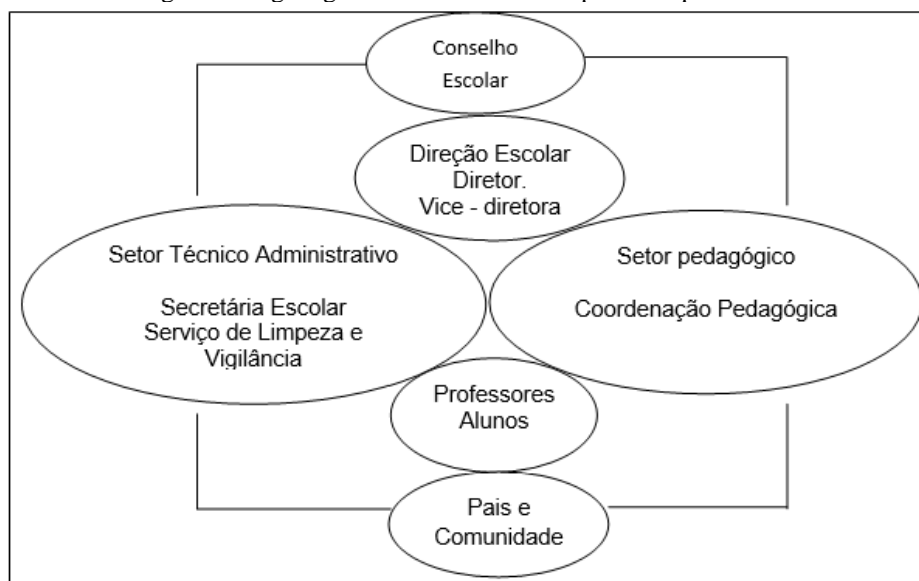 Conselho
Escolar
Direção Escolar
Diretor.
Vice - diretora
Setor Técnico Administrativo
Secretária Escolar
Serviço de Limpeza e
Vigilância
Setor pedagógico
Coordenação Pedagógica
Professores
Alunos
Pais e
Comunidade